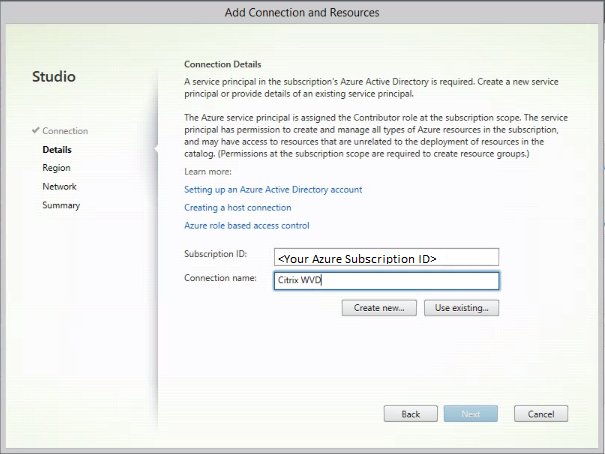 Add Connection and Resources
Studio
Connection
Details
Region
Network
Summary
Connection Details
A service principal in the subscription's Azure Active Directory is required. Create a new service
principal or provide details of an existing service principal.
The Azure service principal is assigned the Contributor role at the subscription scope. The service
principal has permission to create and manage all types of Azure resources in the subscription,
and may have access to resources that are unrelated to the deployment of resources in the
catalog. (Permissions at the subscription scope are required to create resource groups.)
Learn more:
Setting up an Azure Active Directory account
Creating a host connection
Azure role based access control
Subscription ID: <Your Azure Subscription ID>
Connection name: Citrix WVD
Create new... Use existing...
Back Next Cancel